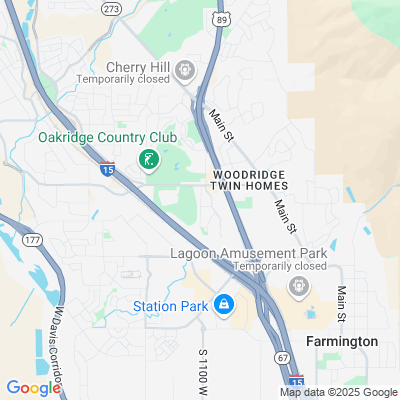 273
89
Cherry Hill
Temporarily closed
Main St
Oakridge Country Club
15
WOODRIDGE
TWIN HOMES
Main St
177
Lagoon Amusement Park
Temporarily closed
W Davis Corridor
Station Park
Main St
Farmington
S 1100 W
67
15
Google
Map data ©2025 Google